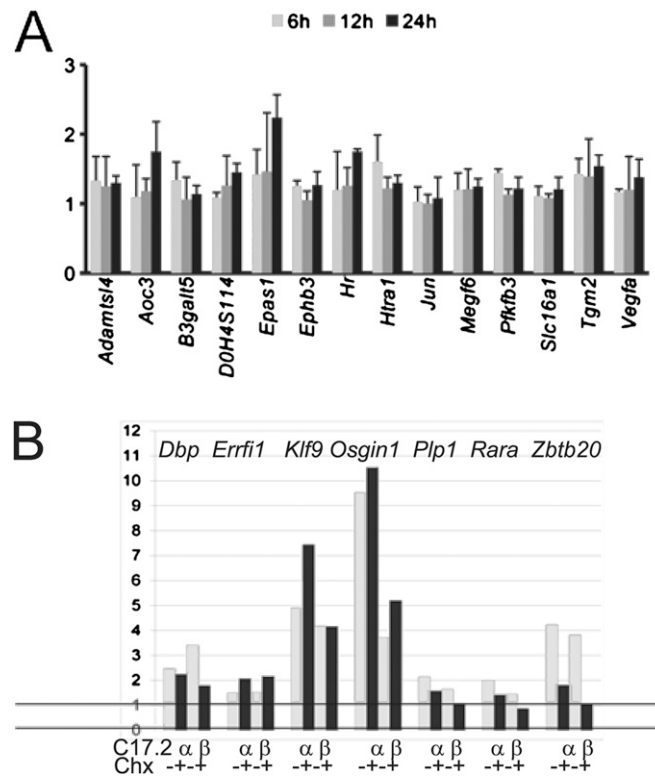 A
6h 12h 24h
3
2
1
0
Adamtsl4 Aoc3 B3galt5 D0H4S114 Epas1 Ephb3 Hr Htra1 Jun Megf6 Pfkfb3 Slc16a1 Tgm2 Vegfa
B
12
Dbp Errfi1 Klf9 Osgin1 Plp1 Rara Zbtb20
11
10
9
8
7
6
5
4
3
2
1
0
C17.2 α β α β α β α β α β α β α β
Chx -+-+ -+-+ -+-+ -+-+ -+-+ -+-+ -+-+